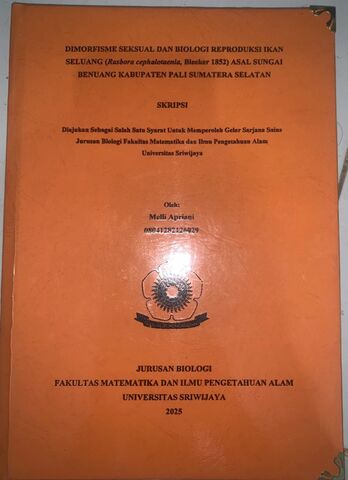 DIMORFISME SEKSUAL DAN BIOLOGI REPRODUKSI IKAN
SELUANG (Rasbora cephalotaenia, Bleeker 1852) ASAL SUNGAI
BENUANG KABUPATEN PALI SUMATERA SELATAN
SKRIPSI
Diajukan Sebagai Salah Satu Syarat Untuk Memperoleh Gelar Sarjana Sains
Jurusan Biologi Fakultas Matematika dan Ilmu Pengetahuan Alam
Universitas Sriwijaya
Oleh:
Melli Apriani
08041282126029
JURUSAN BIOLOGI
FAKULTAS MATEMATIKA DAN ILMU PENGETAHUAN ALAM
UNIVERSITAS SRIWIJAYA
2025